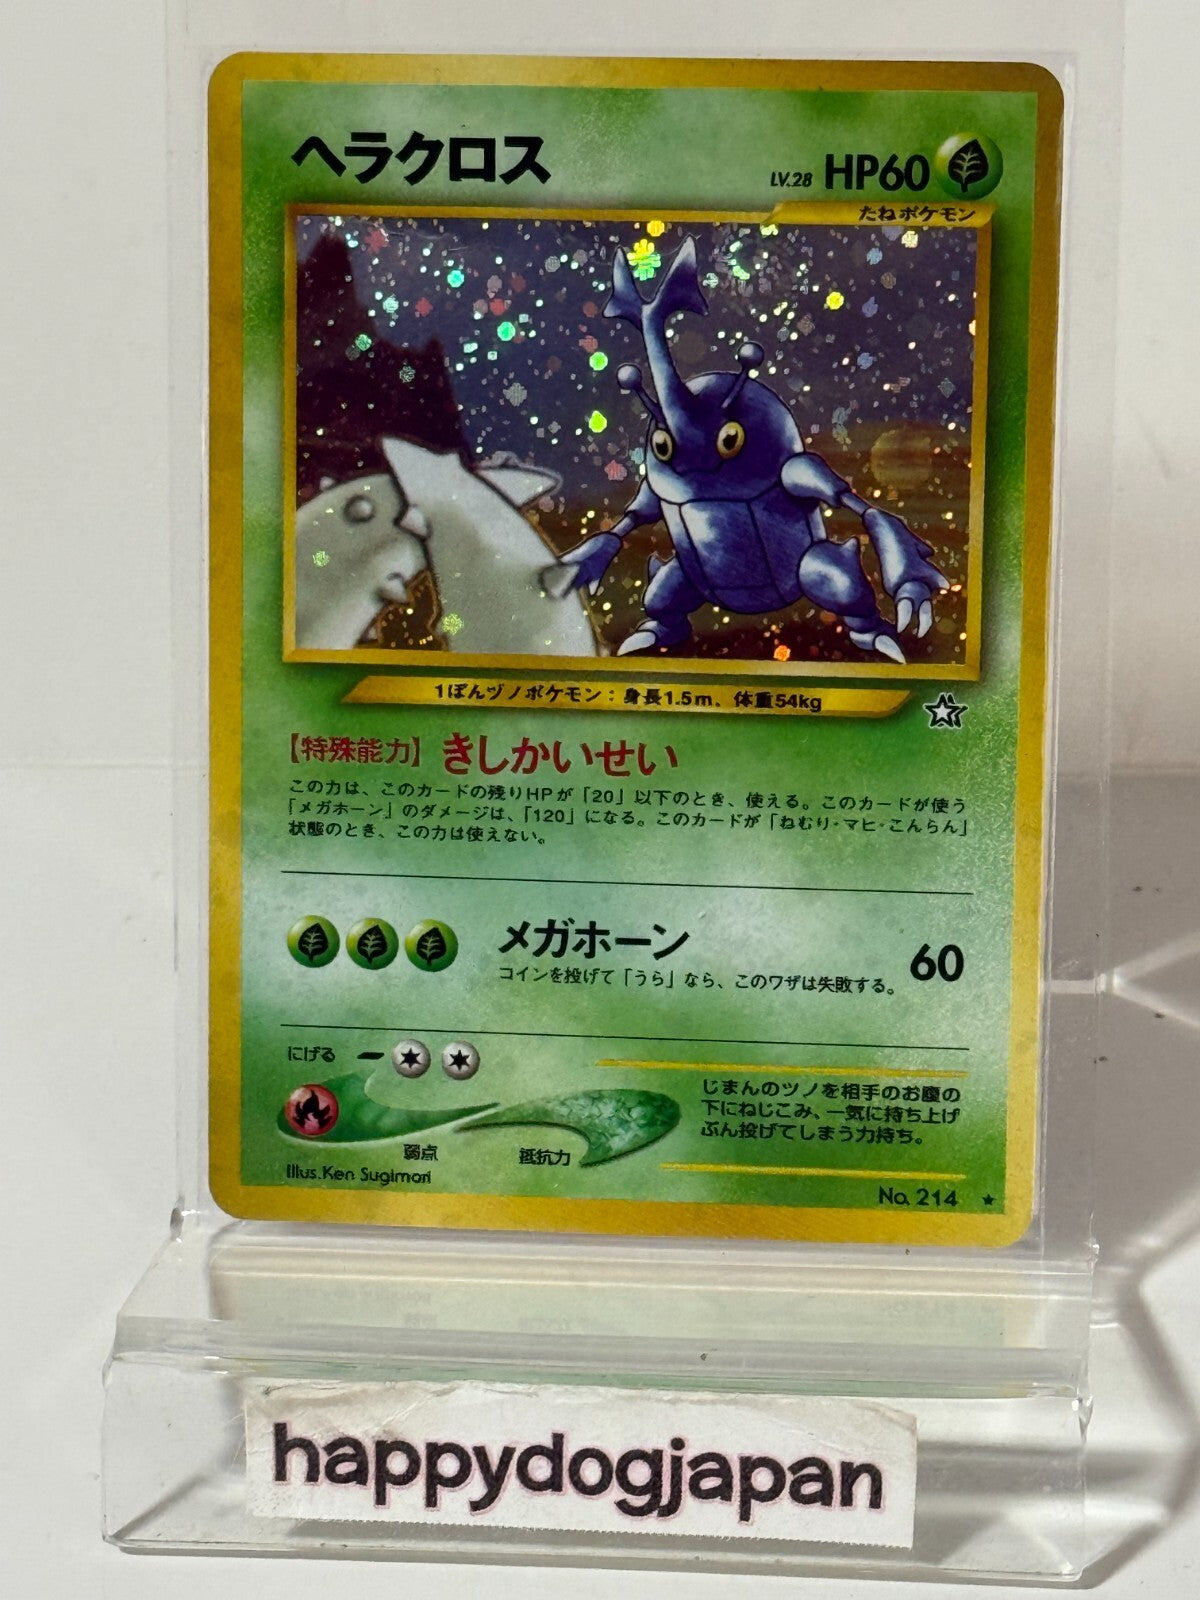 ヘラクロス
LV.28 HP60
たねポケモン
1ぽんヅノポケモン：身長1.5m、体重54kg
【特殊能力】きしかいせい
この力は、このカードの残りHPが「20」以下のとき、使える。このカードが使う
「メガホーン」のダメージは、「120」になる。このカードが「ねむり・マヒ・こんらん」
状態のとき、この力は使えない。
メガホーン 60
コインを投げて「うら」なら、このワザは失敗する。
にげる
弱点
抵抗力
じまんのツノを相手のお腹の
下にねじこみ、一気に持ち上げ
ぶん投げてしまう力持ち。
Illus. Ken Sugimori
No. 214 ★
happydogjapan